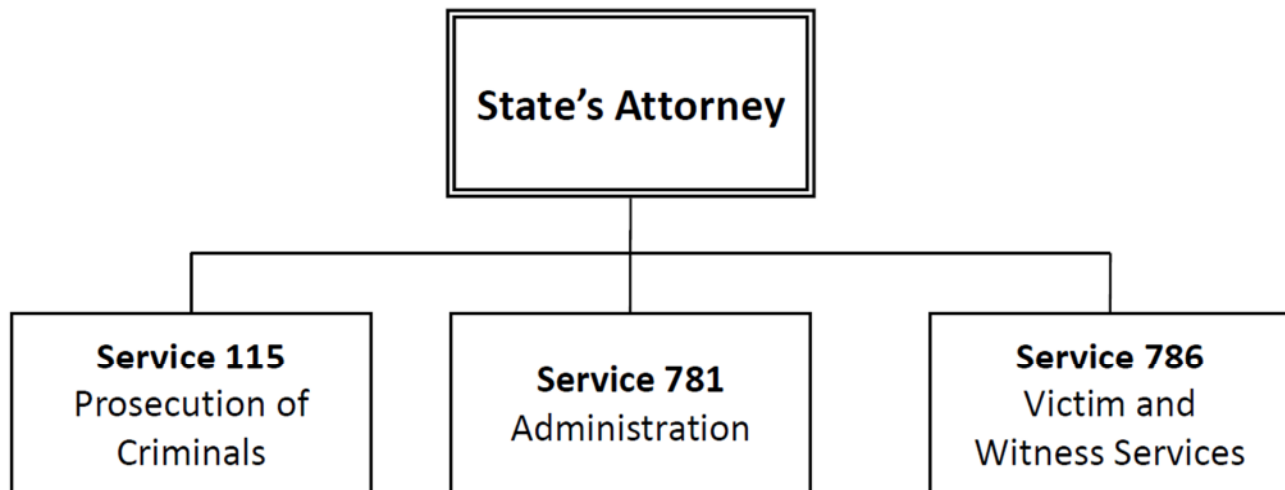 State’s Attorney
Service 115
Prosecution of
Criminals
Service 781
Administration
Service 786
Victim and
Witness Services